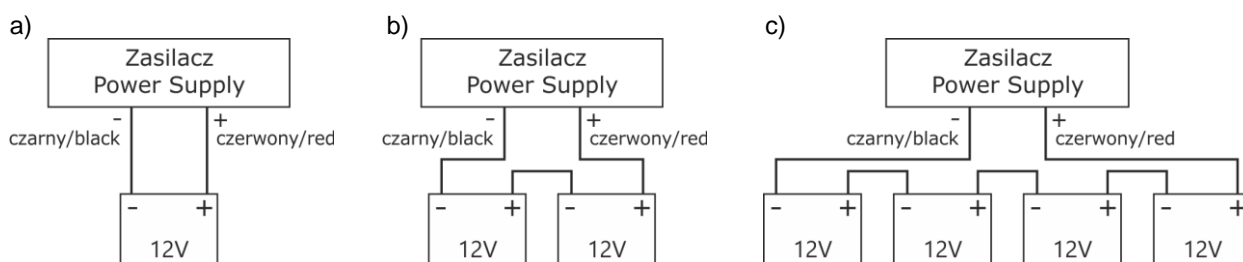 a)
Zasilacz
Power Supply
- +
czarny/black czerwony/red
- +
12V
b)
Zasilacz
Power Supply
- +
czarny/black czerwony/red
- + - +
12V 12V
c)
Zasilacz
Power Supply
- +
czarny/black czerwony/red
- + - + - + - +
12V 12V 12V 12V